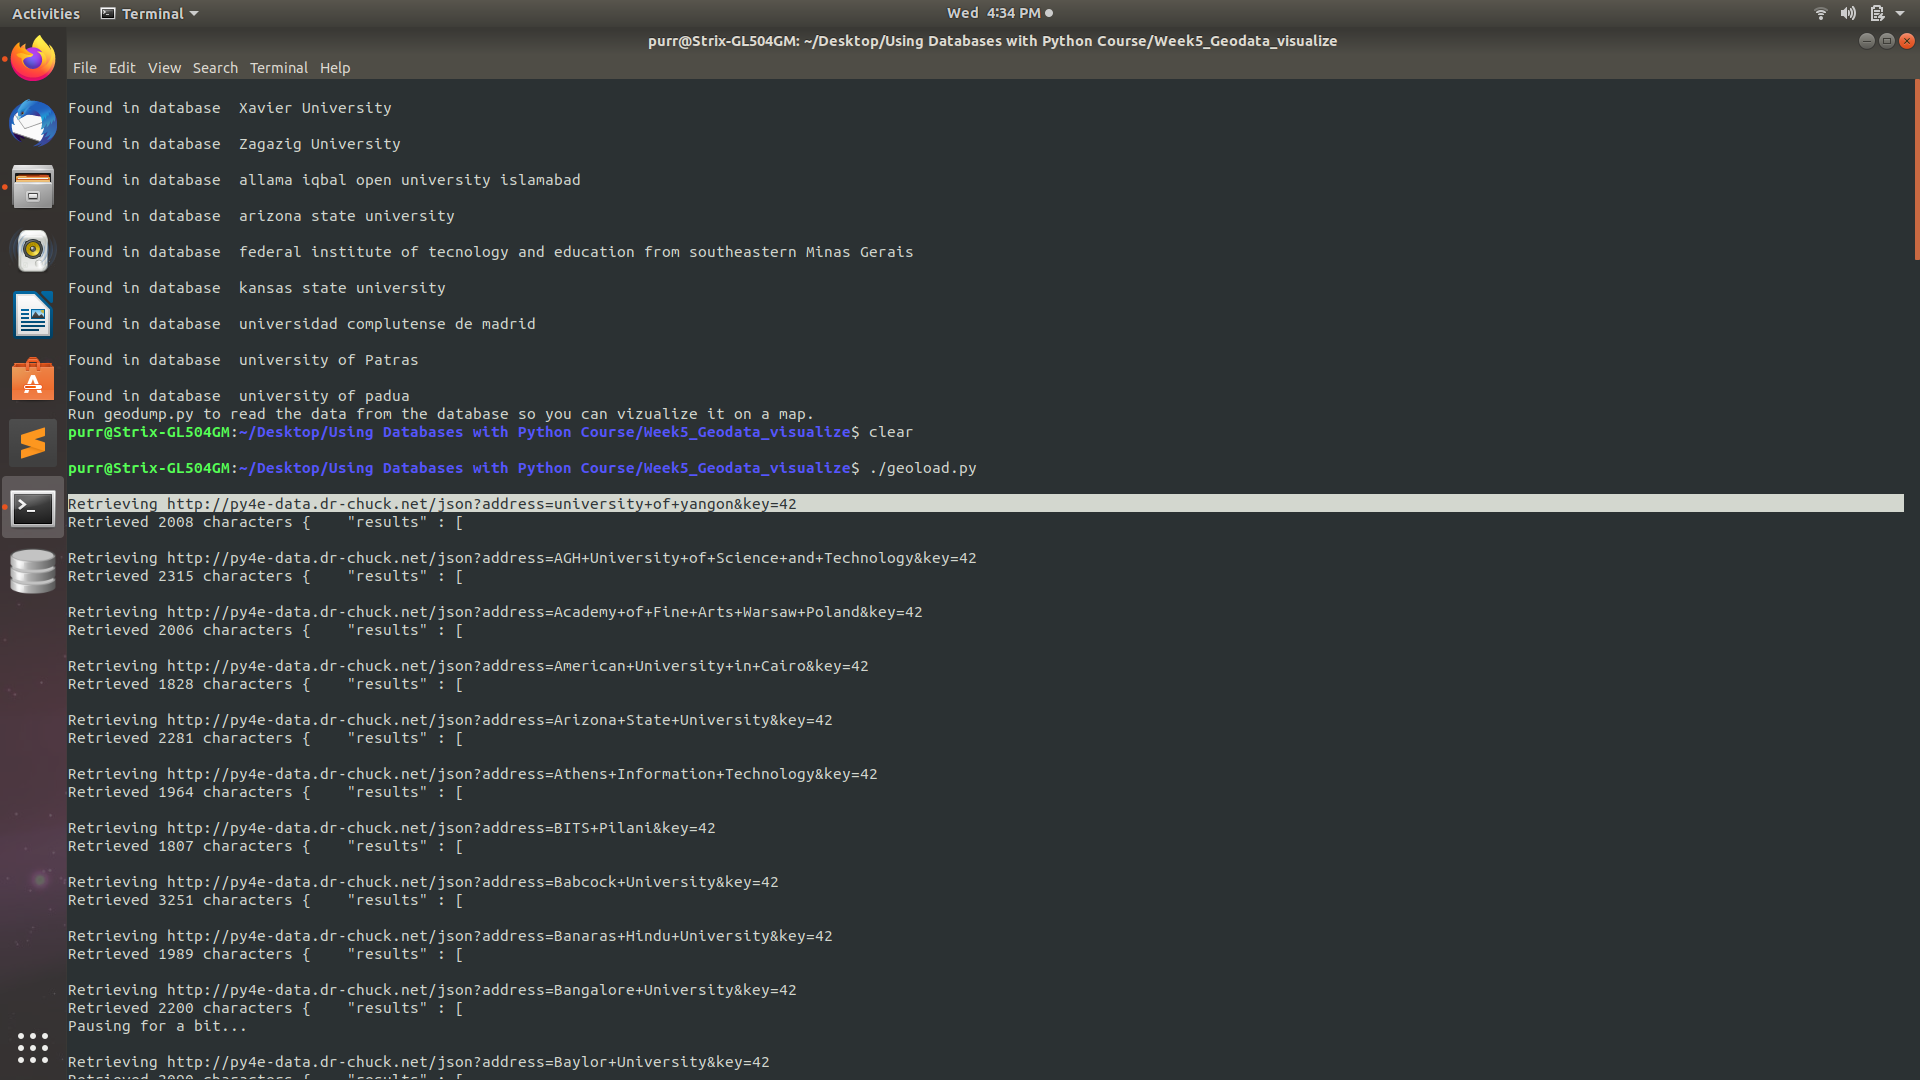 Activities Terminal Wed 4:34 PM
purr@Strix-GL504GM: ~/Desktop/Using Databases with Python Course/Week5_Geodata_visualize
File Edit View Search Terminal Help
Found in database  Xavier University
Found in database  Zagazig University
Found in database  allama iqbal open university islamabad
Found in database  arizona state university
Found in database  federal institute of tecnology and education from southeastern Minas Gerais
Found in database  kansas state university
Found in database  universidad complutense de madrid
Found in database  university of Patras
Found in database  university of padua
Run geodump.py to read the data from the database so you can vizualize it on a map.
purr@Strix-GL504GM:~/Desktop/Using Databases with Python Course/Week5_Geodata_visualize$ clear
purr@Strix-GL504GM:~/Desktop/Using Databases with Python Course/Week5_Geodata_visualize$ ./geoload.py
Retrieving http://py4e-data.dr-chuck.net/json?address=university+of+yangon&key=42
Retrieved 2008 characters {    "results" : [
Retrieving http://py4e-data.dr-chuck.net/json?address=AGH+University+of+Science+and+Technology&key=42
Retrieved 2315 characters {    "results" : [
Retrieving http://py4e-data.dr-chuck.net/json?address=Academy+of+Fine+Arts+Warsaw+Poland&key=42
Retrieved 2006 characters {    "results" : [
Retrieving http://py4e-data.dr-chuck.net/json?address=American+University+in+Cairo&key=42
Retrieved 1828 characters {    "results" : [
Retrieving http://py4e-data.dr-chuck.net/json?address=Arizona+State+University&key=42
Retrieved 2281 characters {    "results" : [
Retrieving http://py4e-data.dr-chuck.net/json?address=Athens+Information+Technology&key=42
Retrieved 1964 characters {    "results" : [
Retrieving http://py4e-data.dr-chuck.net/json?address=BITS+Pilani&key=42
Retrieved 1807 characters {    "results" : [
Retrieving http://py4e-data.dr-chuck.net/json?address=Babcock+University&key=42
Retrieved 3251 characters {    "results" : [
Retrieving http://py4e-data.dr-chuck.net/json?address=Banaras+Hindu+University&key=42
Retrieved 1989 characters {    "results" : [
Retrieving http://py4e-data.dr-chuck.net/json?address=Bangalore+University&key=42
Retrieved 2200 characters {    "results" : [
Pausing for a bit...
Retrieving http://py4e-data.dr-chuck.net/json?address=Baylor+University&key=42